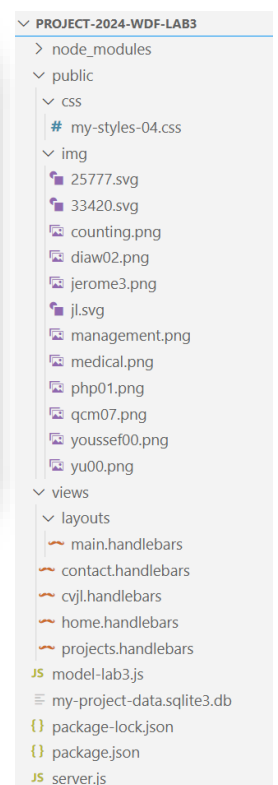 PROJECT-2024-WDF-LAB3
node_modules
public
css
# my-styles-04.css
img
25777.svg
33420.svg
counting.png
diaw02.png
jerome3.png
jl.svg
management.png
medical.png
php01.png
qcm07.png
youssef00.png
yu00.png
views
layouts
main.handlebars
contact.handlebars
cvjl.handlebars
home.handlebars
projects.handlebars
JS model-lab3.js
my-project-data.sqlite3.db
{} package-lock.json
{} package.json
JS server.js